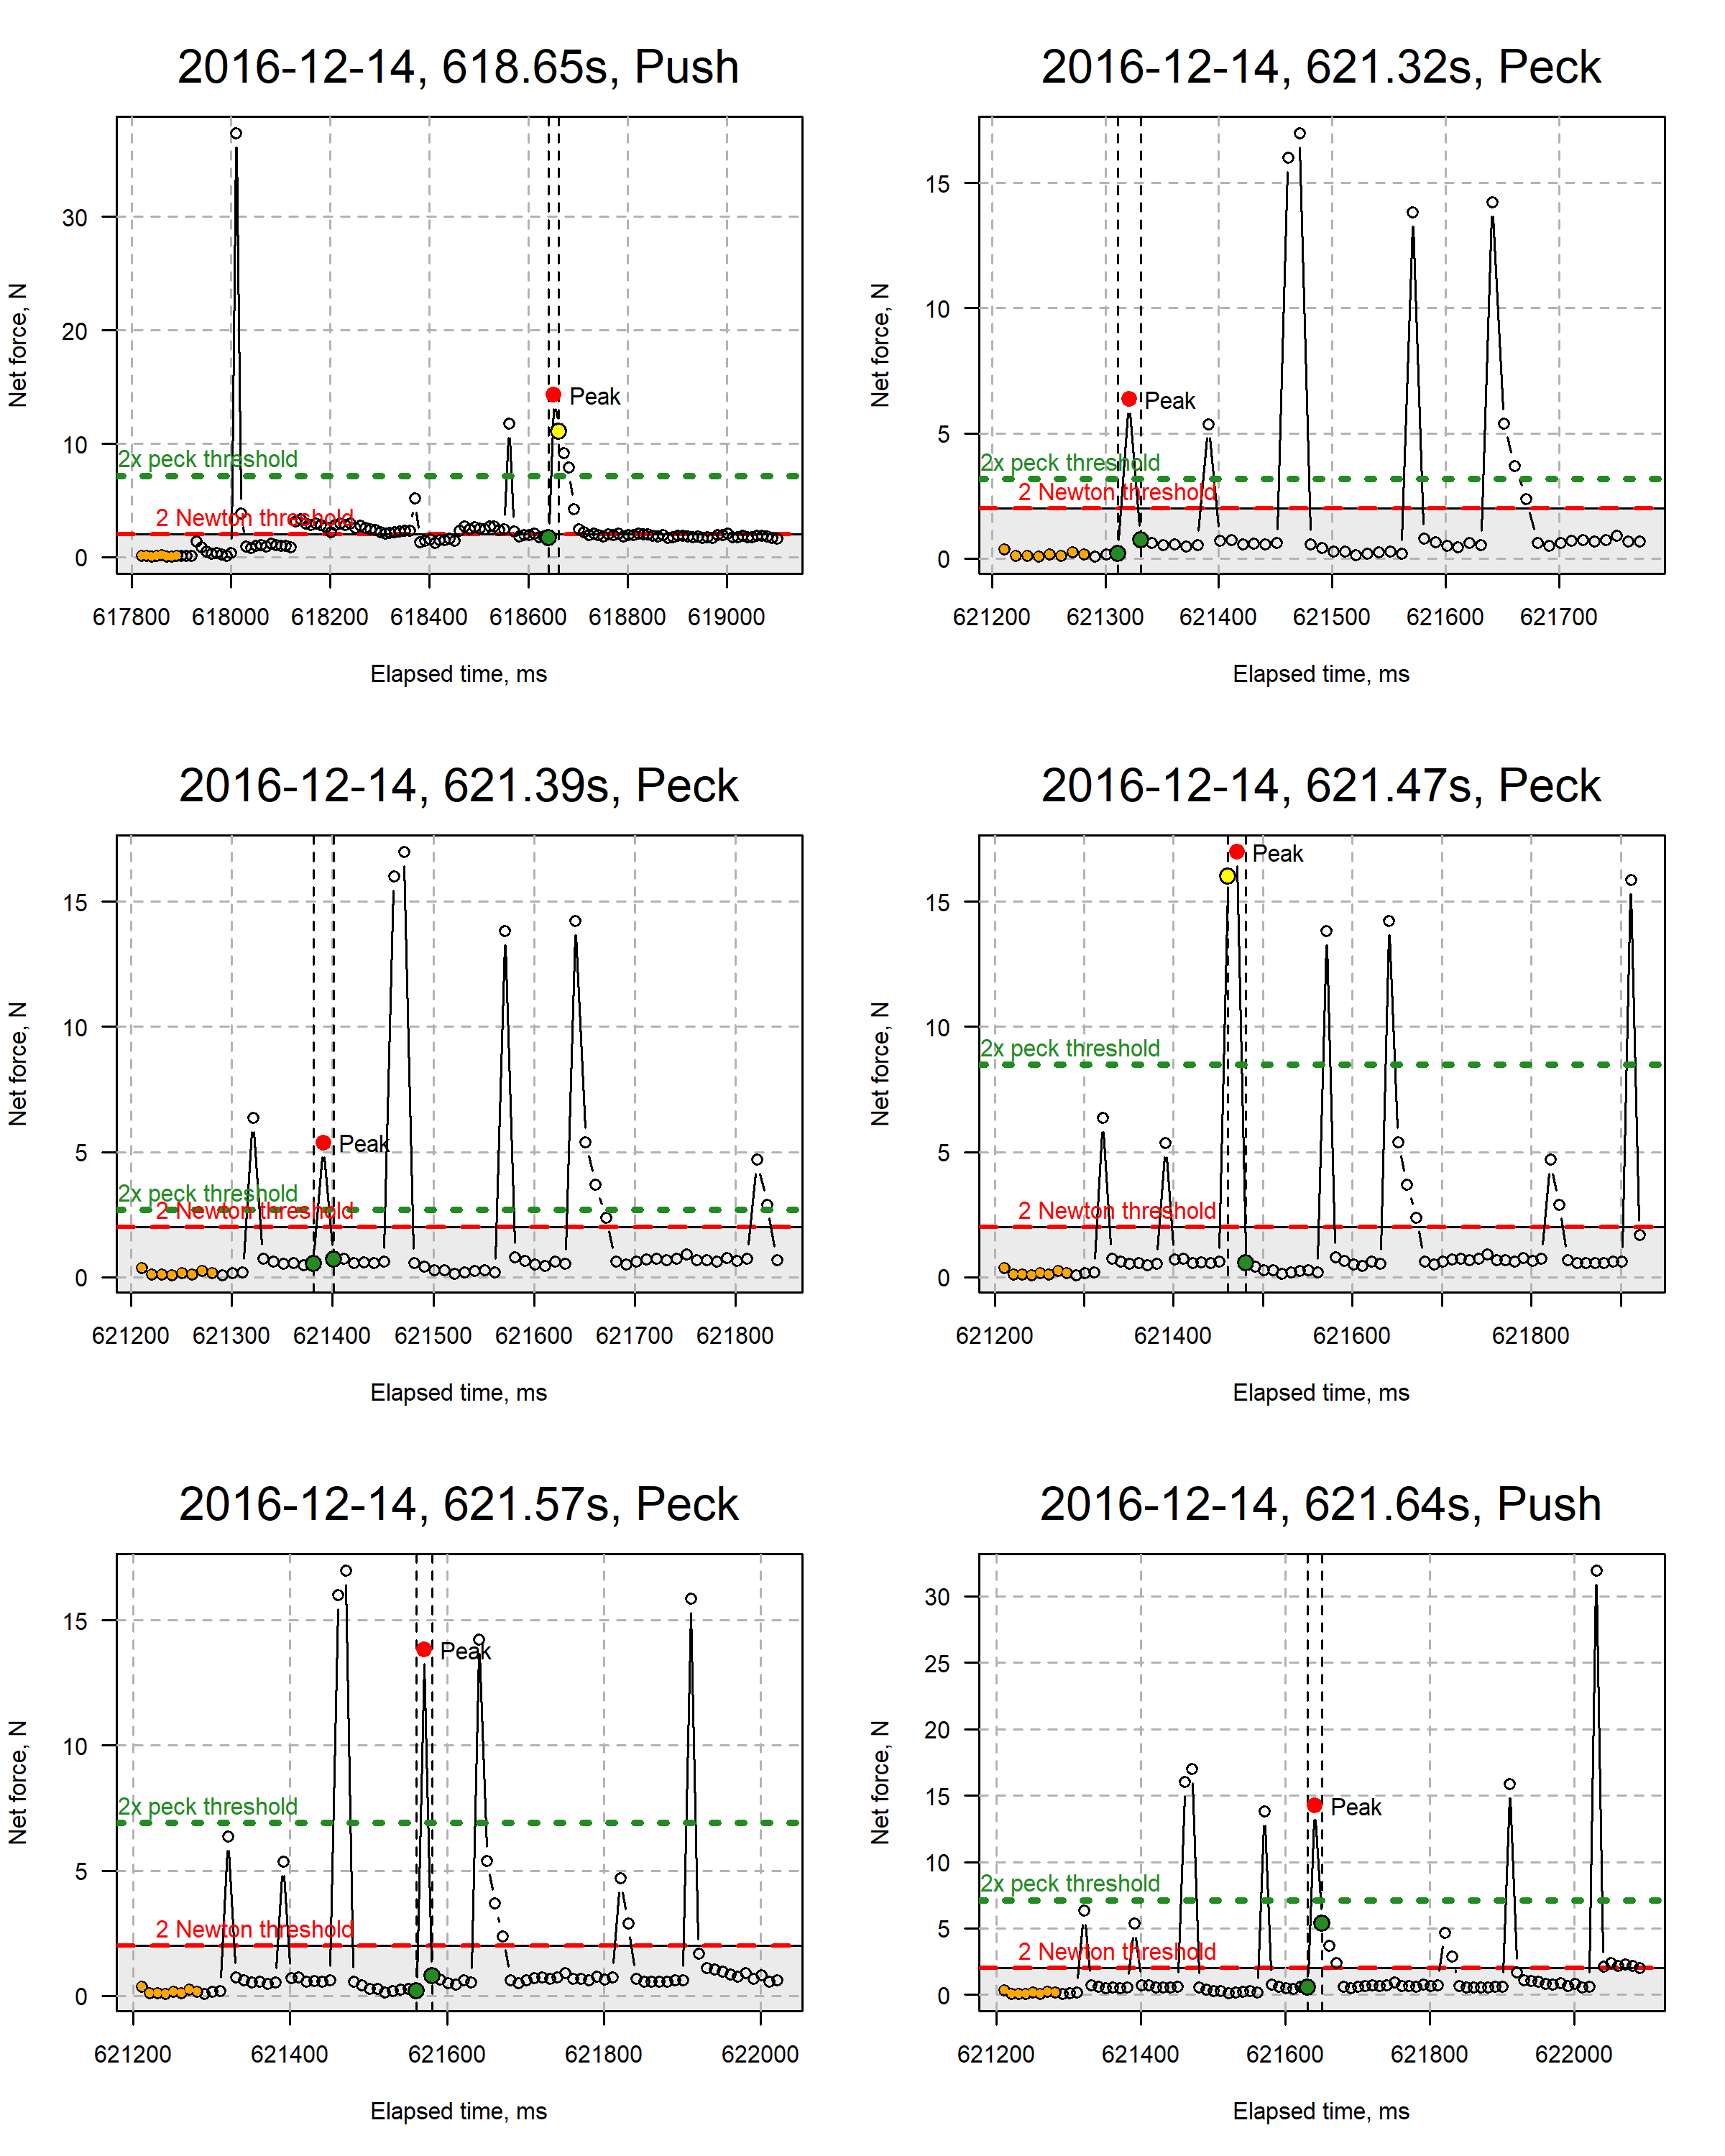 2016-12-14, 618.65s, Push
Net force, N
30
20
10
0
Peak
2x peck threshold
2 Newton threshold
617800 618000 618200 618400 618600 618800 619000
Elapsed time, ms
2016-12-14, 621.32s, Peck
Net force, N
15
10
5
0
Peak
2x peck threshold
2 Newton threshold
621200 621300 621400 621500 621600 621700
Elapsed time, ms
2016-12-14, 621.39s, Peck
Net force, N
15
10
5
0
Peak
2x peck threshold
2 Newton threshold
621200 621300 621400 621500 621600 621700 621800
Elapsed time, ms
2016-12-14, 621.47s, Peck
Net force, N
15
10
5
0
Peak
2x peck threshold
2 Newton threshold
621200 621400 621600 621800
Elapsed time, ms
2016-12-14, 621.57s, Peck
Net force, N
15
10
5
0
Peak
2x peck threshold
2 Newton threshold
621200 621400 621600 621800 622000
Elapsed time, ms
2016-12-14, 621.64s, Push
Net force, N
30
25
20
15
10
5
0
Peak
2x peck threshold
2 Newton threshold
621200 621400 621600 621800 622000
Elapsed time, ms